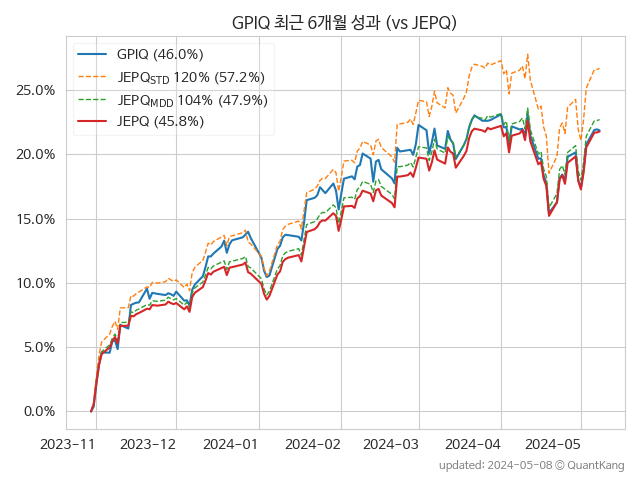 GPIQ 최근 6개월 성과 (vs JEPQ)
GPIQ (46.0%)
JEPQSTD 120% (57.2%)
JEPQMDD 104% (47.9%)
JEPQ (45.8%)
25.0%
20.0%
15.0%
10.0%
5.0%
0.0%
2023-11 2023-12 2024-01 2024-02 2024-03 2024-04 2024-05
updated: 2024-05-08 © QuantKang